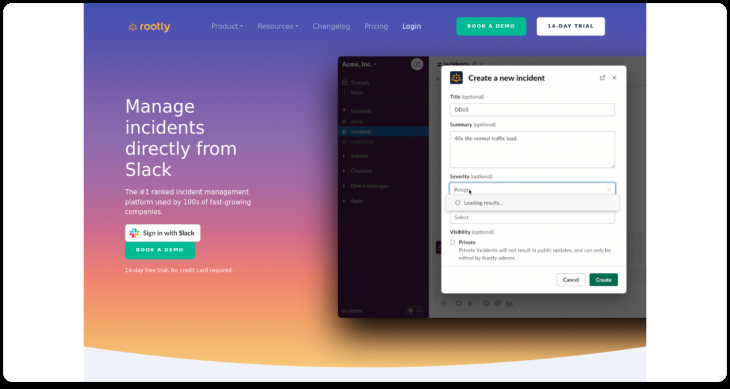 rootly
Product
Resources
Changelog
Pricing
Login
BOOK A DEMO
14-DAY TRIAL
Manage
incidents
directly from
Slack
The #1 ranked incident management
platform used by 100s of fast-growing
companies.
Sign in with Slack
BOOK A DEMO
14-day free trial. No credit card required.
Acme, Inc.
Threads
More
Incidents
incidents
Starred
Channels
Direct messages
Apps
incidents
Create a new incident
Title (optional)
Summary (optional)
40x the normal traffic load.
Severity (optional)
Assign
Loading results...
Select
Visibility (optional)
Private
Private incidents will not result in public updates, and can only be
edited by Rootly admins.
Cancel
Create